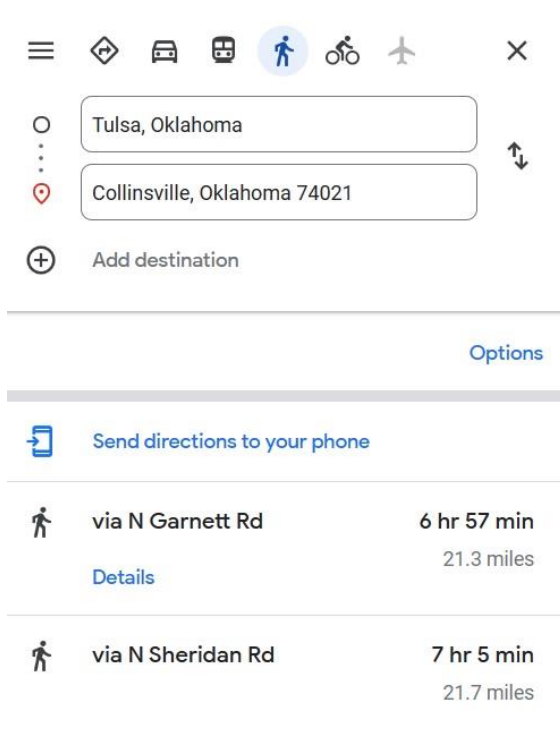 Tulsa, Oklahoma
Collinsville, Oklahoma 74021
Add destination
Options
Send directions to your phone
via N Garnett Rd 6 hr 57 min
21.3 miles
Details
via N Sheridan Rd 7 hr 5 min
21.7 miles